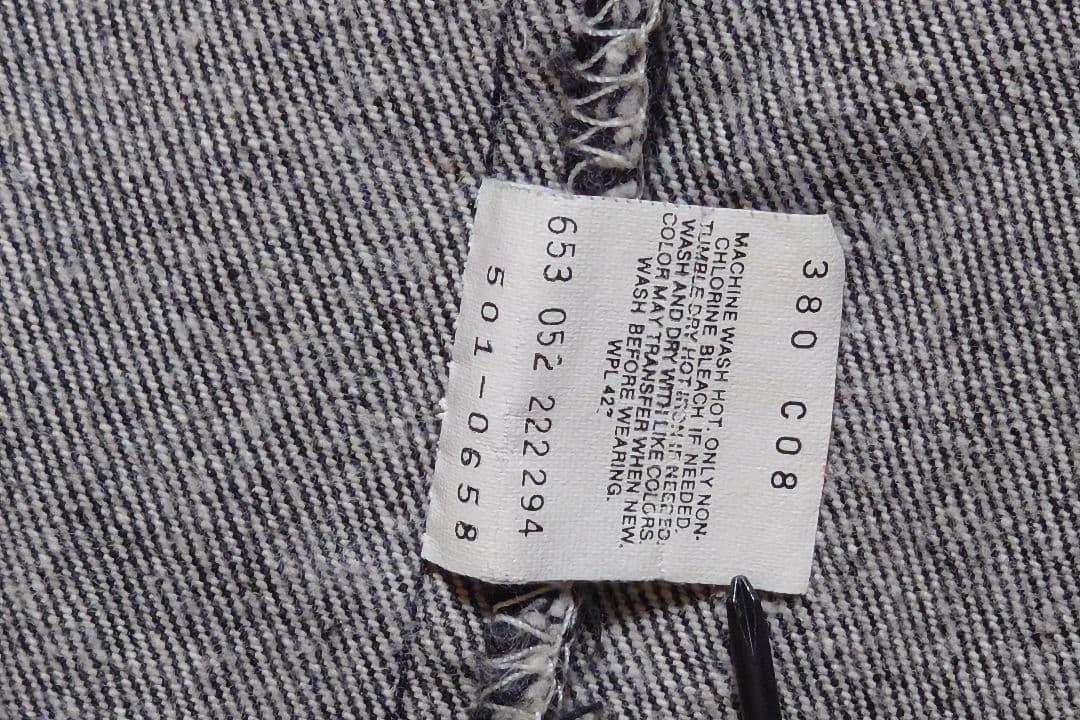 380 C08
MACHINE WASH HOT, ONLY NON-
CHLORINE BLEACH IF NEEDED.
TUMBLE DRY HOT IRON IF NEEDED.
WASH AND DRY WITH LIKE COLORS.
COLOR MAY TRANSFER WHEN NEW.
WASH BEFORE WEARING.
WPL 42
653 052 222294
501-0658